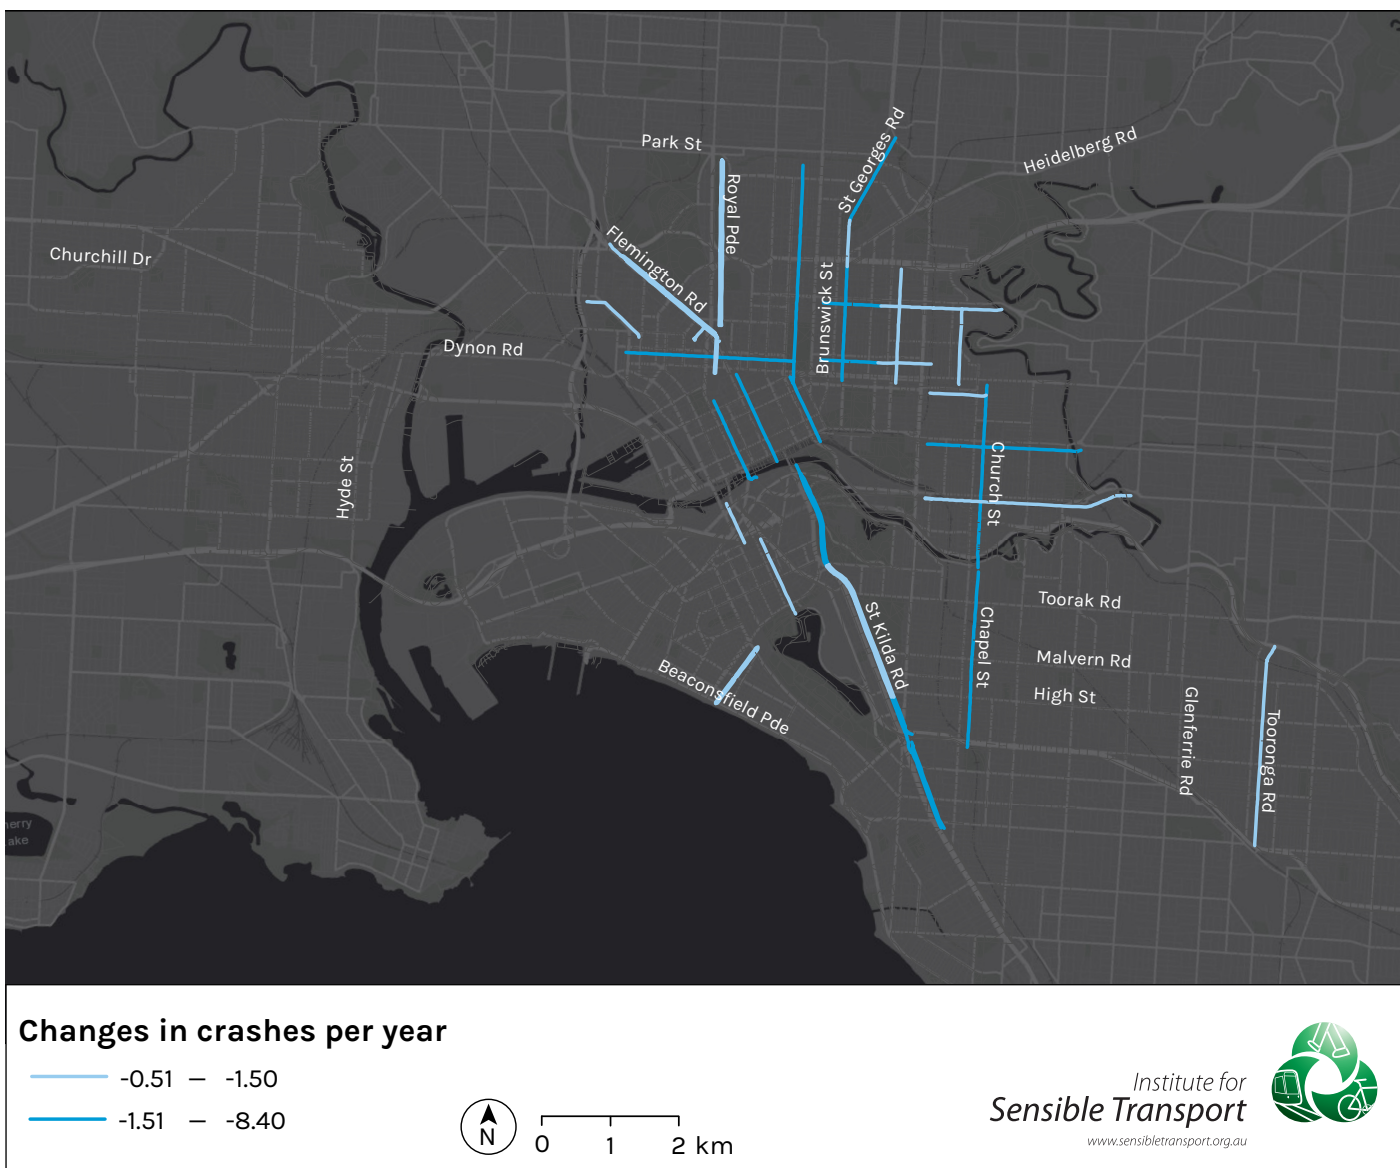 Park St
St Georges Rd
Heidelberg Rd
Royal Pde
Churchill Dr
Flemington Rd
Brunswick St
Dynon Rd
Hyde St
Church St
Toorak Rd
St Kilda Rd
Chapel St
Malvern Rd
High St
Beaconsfield Pde
Glenferrie Rd
Tooronga Rd
erry
ake
Changes in crashes per year
-0.51 — -1.50
-1.51 — -8.40
N
0 1 2 km
Institute for
Sensible Transport
www.sensibletransport.org.au